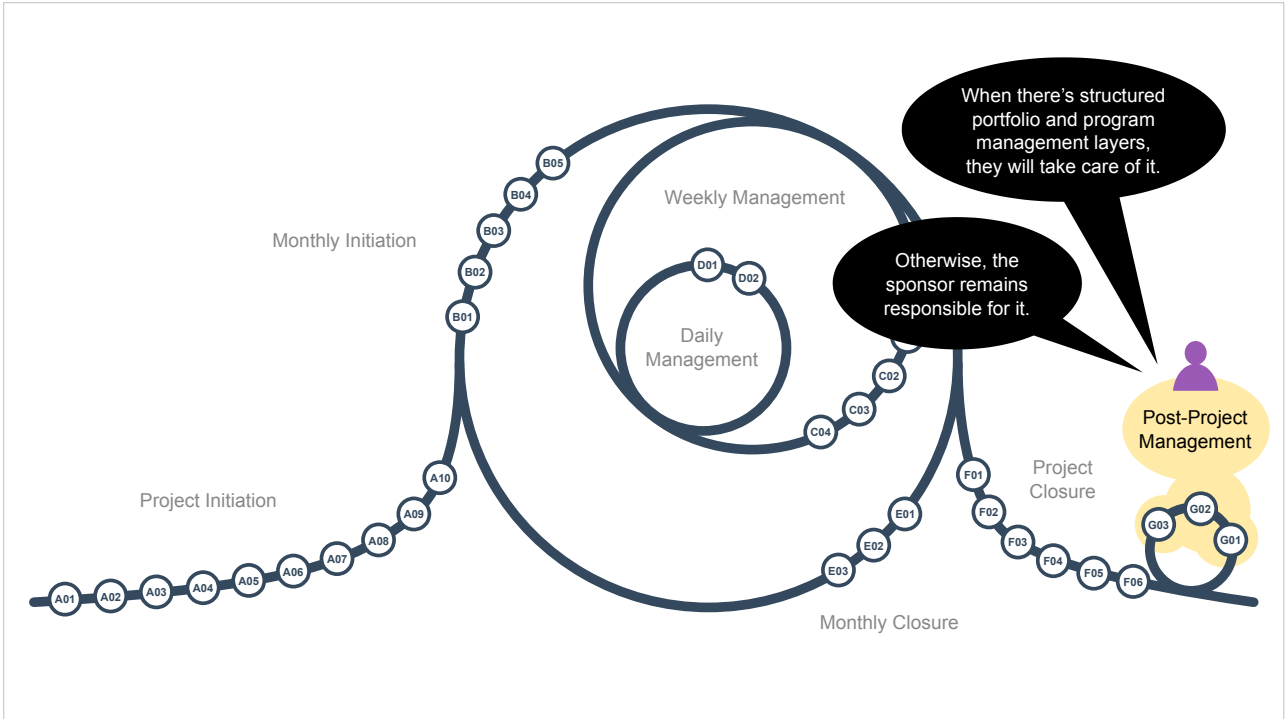 When there's structured
portfolio and program
management layers,
they will take care of it.
Otherwise, the
sponsor remains
responsible for it.
Monthly Initiation
Weekly Management
Daily
Management
Post-Project
Management
Project Initiation
Project
Closure
Monthly Closure
A01
A02
A03
A04
A05
A06
A07
A08
A09
A10
B01
B02
B03
B04
B05
D01
D02
C02
C03
C04
E01
E02
E03
F01
F02
F03
F04
F05
F06
G03
G02
G01